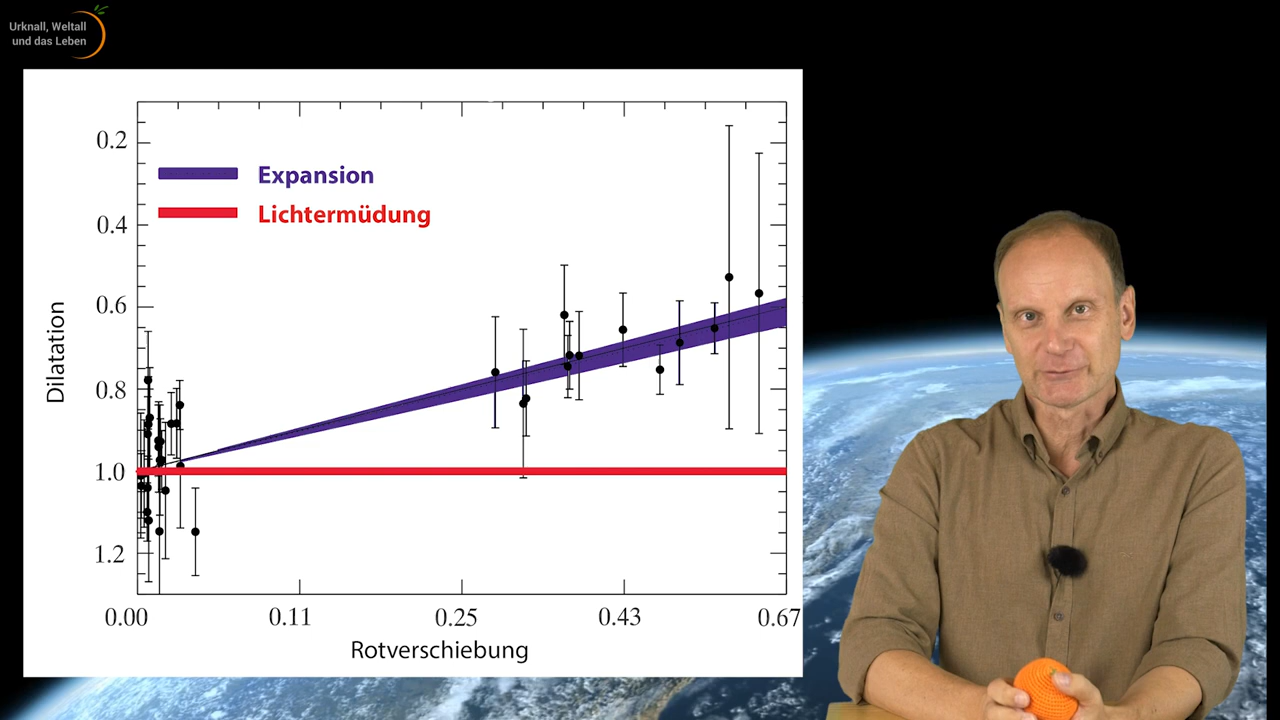 Urknall, Weltall
und das Leben
Expansion
Lichtermüdung
Dilatation
0.2
0.4
0.6
0.8
1.0
1.2
0.00 0.11 0.25 0.43 0.67
Rotverschiebung